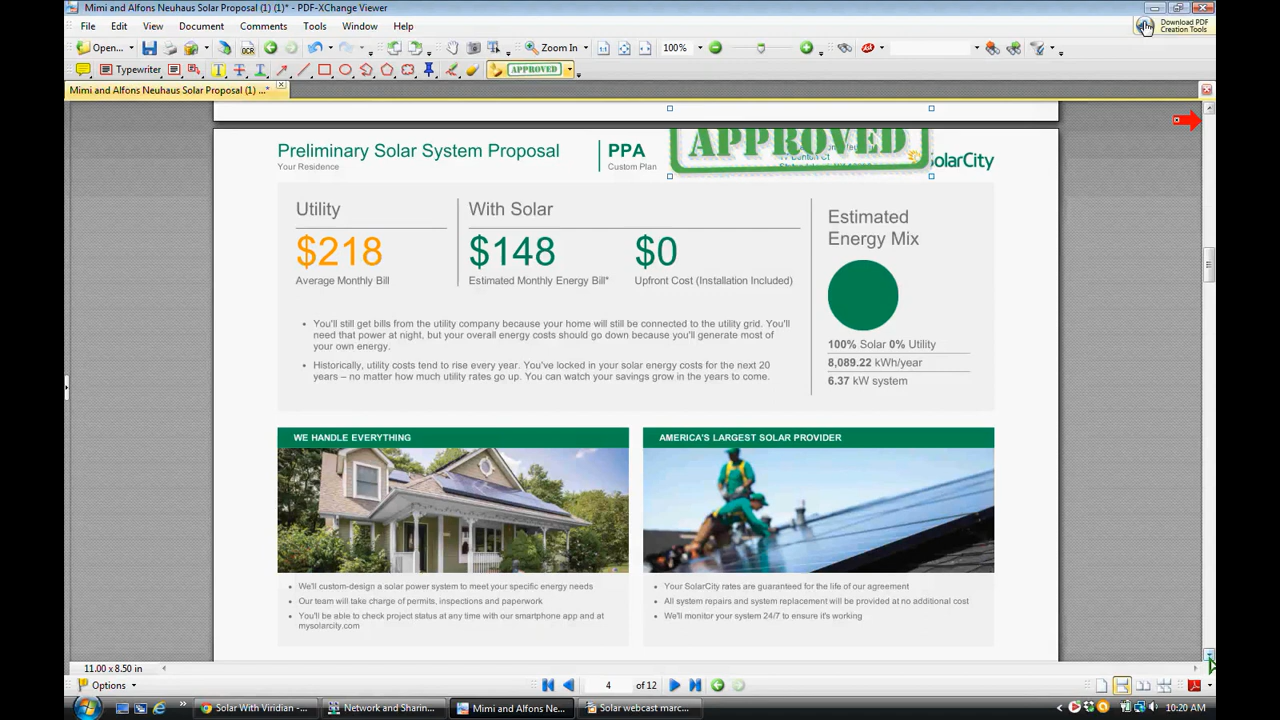 Mimi and Alfons Neuhaus Solar Proposal (1) (1)* - PDF-XChange Viewer
File Edit View Document Comments Tools Window Help
Download PDF
Creation Tools
Open...
OCR
Zoom In
100%
Typewriter
APPROVED
Mimi and Alfons Neuhaus Solar Proposal (1) ...*
Preliminary Solar System Proposal
Your Residence
PPA
Custom Plan
APPROVED
SolarCity
Utility
$218
Average Monthly Bill
With Solar
$148
Estimated Monthly Energy Bill*
$0
Upfront Cost (Installation Included)
• You'll still get bills from the utility company because your home will still be connected to the utility grid. You'll
need that power at night, but your overall energy costs should go down because you'll generate most of
your own energy.
• Historically, utility costs tend to rise every year. You've locked in your solar energy costs for the next 20
years – no matter how much utility rates go up. You can watch your savings grow in the years to come.
Estimated
Energy Mix
100% Solar 0% Utility
8,089.22 kWh/year
6.37 kW system
WE HANDLE EVERYTHING
• We'll custom-design a solar power system to meet your specific energy needs
• Our team will take charge of permits, inspections and paperwork
• You'll be able to check project status at any time with our smartphone app and at
mysolarcity.com
AMERICA'S LARGEST SOLAR PROVIDER
• Your SolarCity rates are guaranteed for the life of our agreement
• All system repairs and system replacement will be provided at no additional cost
• We'll monitor your system 24/7 to ensure it's working
11.00 x 8.50 in
Options
4 of 12
Solar With Viridian - ...
Network and Sharin...
Mimi and Alfons Ne...
Solar webcast marc...
10:20 AM